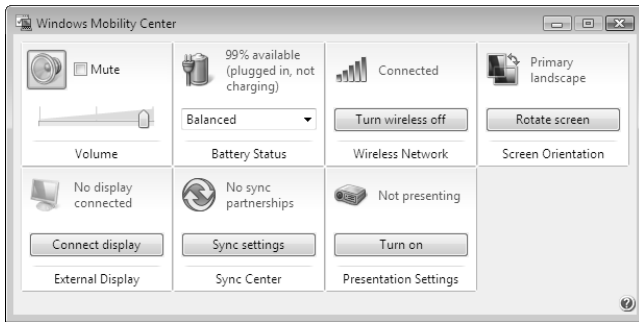 Windows Mobility Center
Mute
Volume
99% available
(plugged in, not
charging)
Balanced
Battery Status
Connected
Turn wireless off
Wireless Network
Primary
landscape
Rotate screen
Screen Orientation
No display
connected
Connect display
External Display
No sync
partnerships
Sync settings
Sync Center
Not presenting
Turn on
Presentation Settings